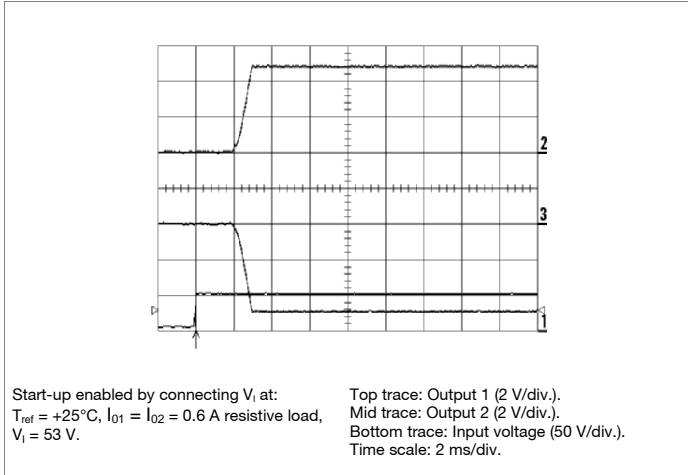 2
3
1
Start-up enabled by connecting VI at:
Tref = +25°C, I01 = I02 = 0.6 A resistive load,
VI = 53 V.
Top trace: Output 1 (2 V/div.).
Mid trace: Output 2 (2 V/div.).
Bottom trace: Input voltage (50 V/div.).
Time scale: 2 ms/div.